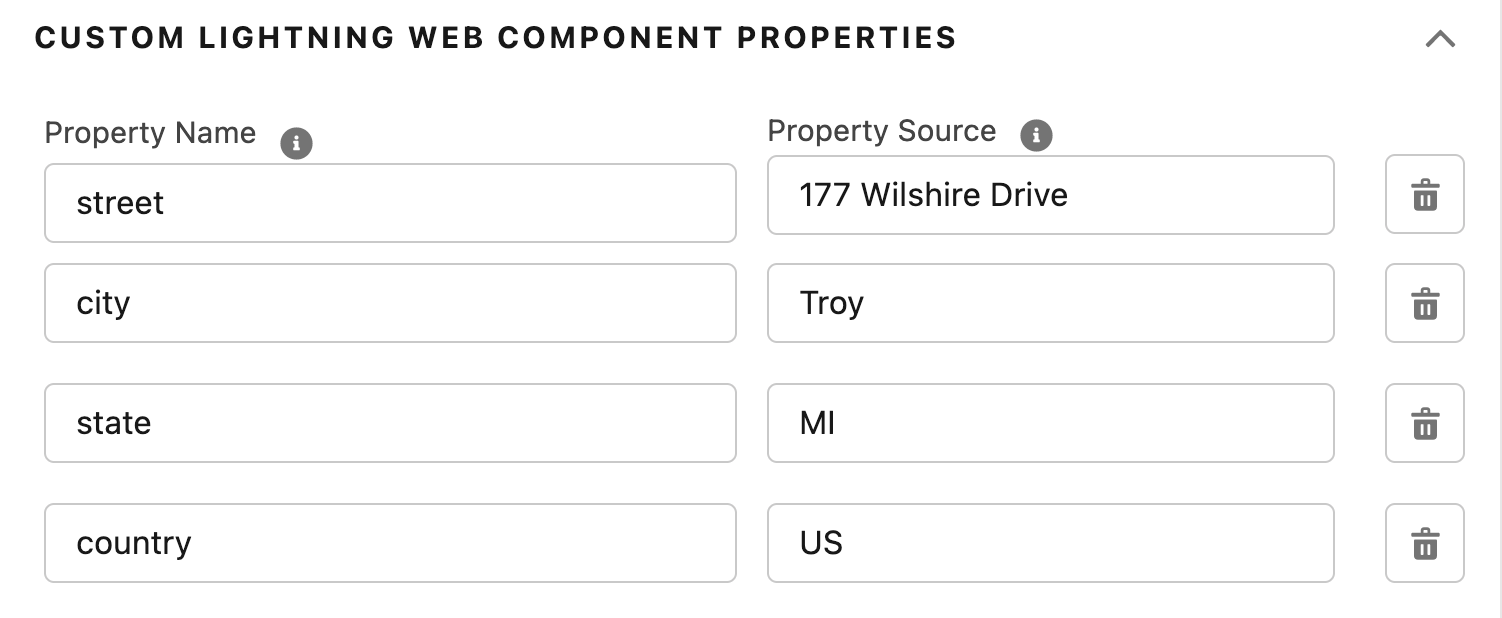 CUSTOM LIGHTNING WEB COMPONENT PROPERTIES
Property Name Property Source
street 177 Wilshire Drive
city Troy
state MI
country US